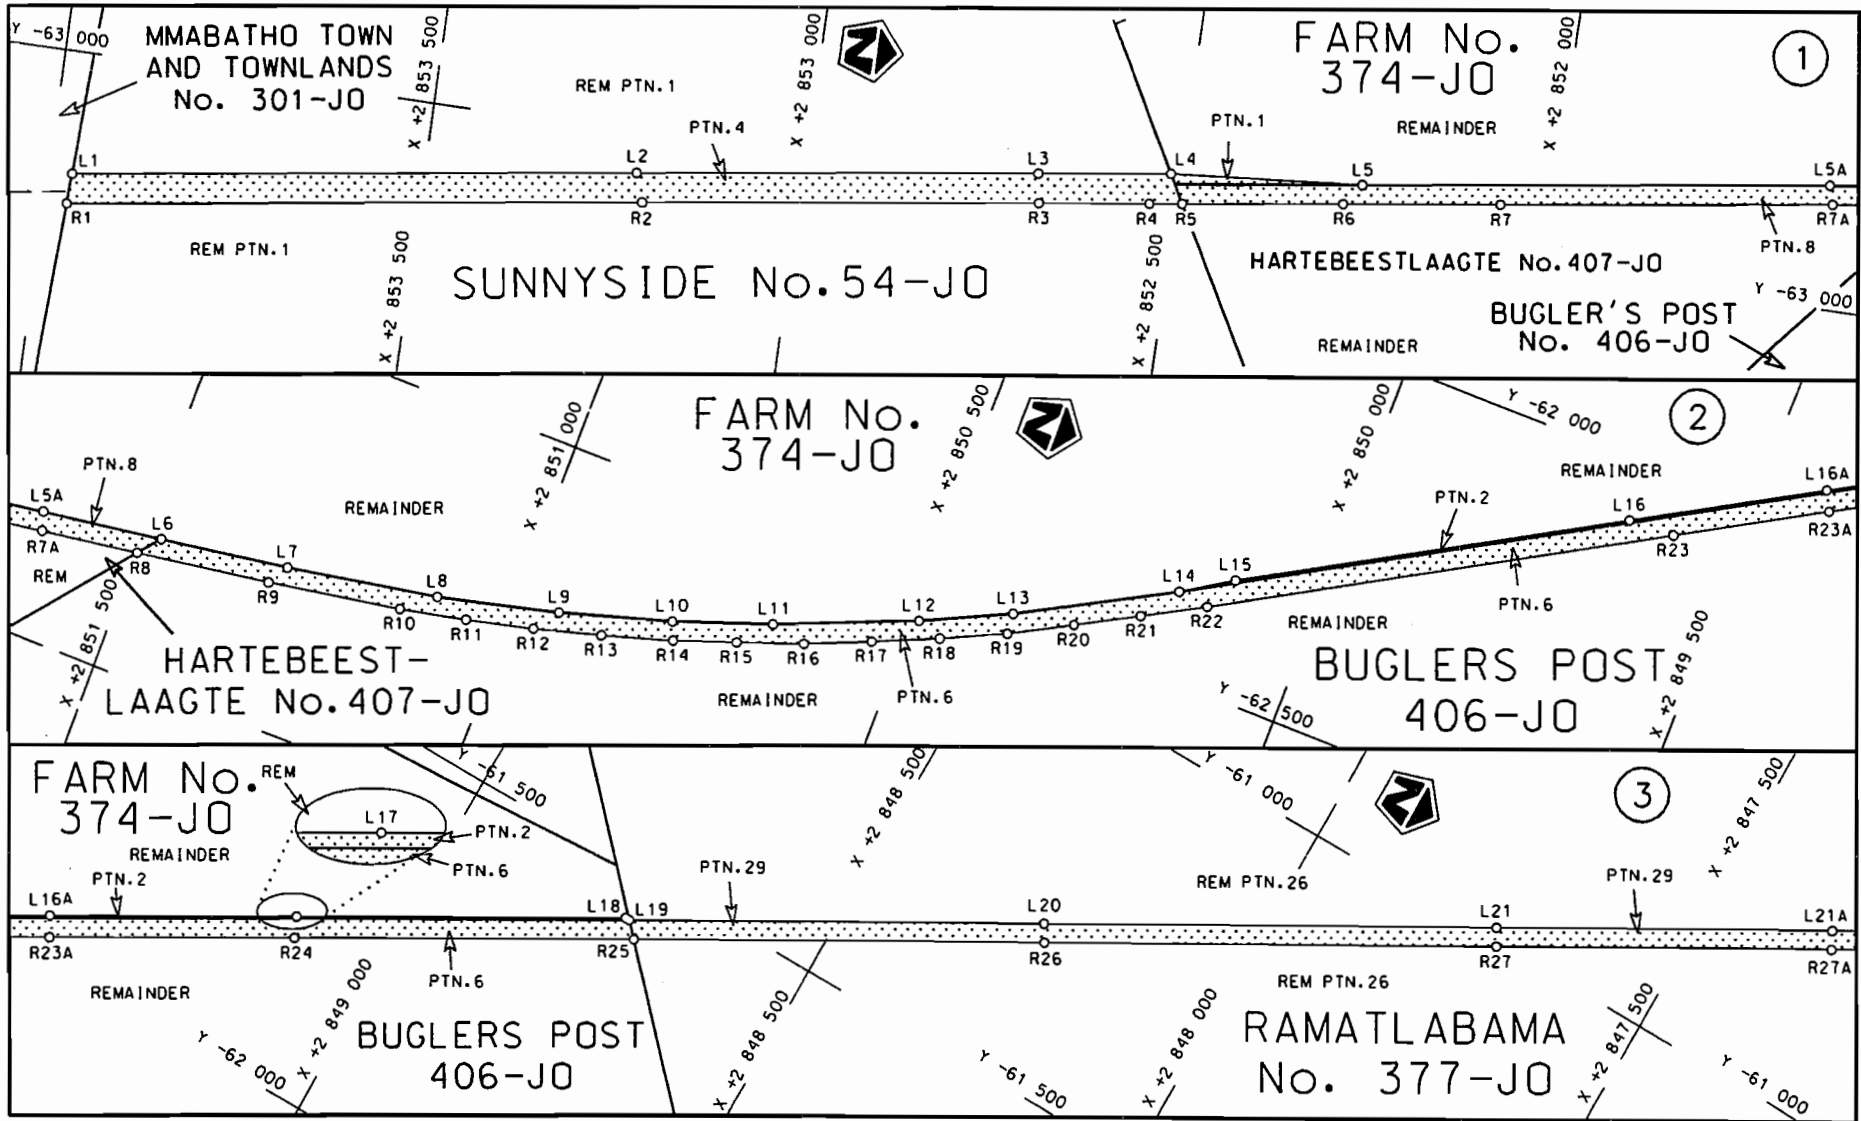 Y -63 000
MMABATHO TOWN
AND TOWNLANDS
No. 301-JO
X +2 853 500
REM PTN.1
PTN.4
X +2 853 000
N
FARM No.
374-JO
1
PTN.1
REMAINDER
X +2 852 000
L1
L2
L3
L4
L5
L5A
R1
R2
R3
R4
R5
R6
R7
R7A
REM PTN.1
X +2 853 500
SUNNYSIDE No.54-JO
X +2 852 500
HARTEBEESTLAAGTE No.407-JO
PTN.8
Y -63 000
BUGLER'S POST
No. 406-JO
REMAINDER
FARM No.
374-JO
X +2 851 000
X +2 850 500
N
X +2 850 000
Y -62 000
2
PTN.8
REMAINDER
REMAINDER
PTN.2
L5A
L6
L7
L8
L9
L10
L11
L12
L13
L14
L15
L16
L16A
R7A
R8
R9
R10
R11
R12
R13
R14
R15
R16
R17
R18
R19
R20
R21
R22
R23
R23A
REM
X +2 851 500
HARTEBEEST-
LAAGTE No.407-JO
REMAINDER
PTN.6
PTN.6
REMAINDER
BUGLERS POST
406-JO
Y -62 500
X +2 849 500
FARM No.
374-JO
REM
L17
PTN.2
PTN.6
Y -61 500
REMAINDER
PTN.2
X +2 848 500
PTN.29
Y -61 000
N
3
X +2 847 500
REM PTN.26
PTN.29
L16A
L18
L19
L20
L21
L21A
R23A
R24
R25
R26
R27
R27A
REMAINDER
PTN.6
REM PTN.26
Y -62 000
X +2 849 000
BUGLERS POST
406-JO
X +2 848 500
Y -61 500
X +2 848 000
RAMATLABAMA
No. 377-JO
X +2 847 500
Y -61 000